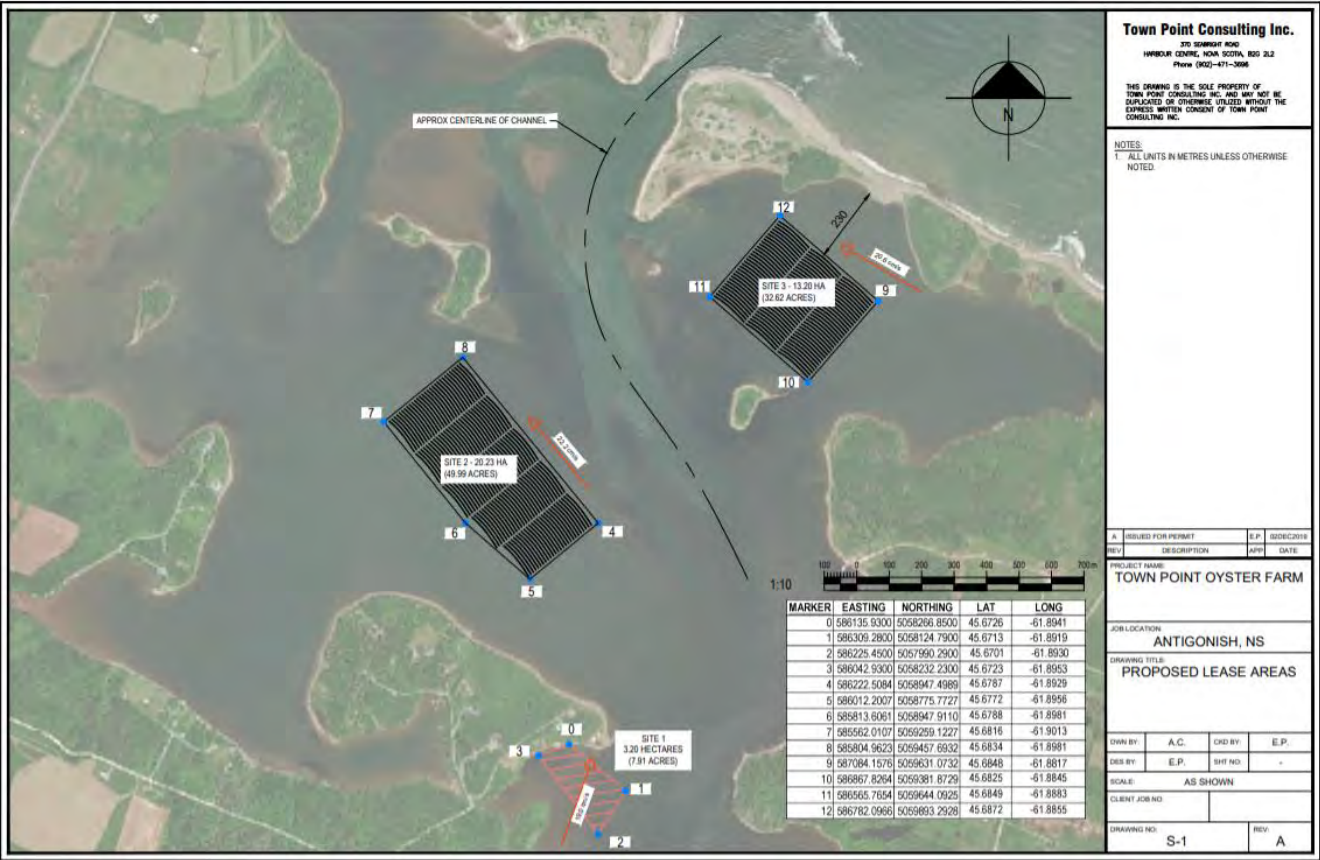 APPROX CENTERLINE OF CHANNEL
N
12
230
20.6 cm/s
11
SITE 3 - 13.20 HA
(32.62 ACRES)
9
10
8
7
22.2 cm/s
SITE 2 - 20.23 HA
(49.99 ACRES)
6
4
5
0
3
SITE 1
3.20 HECTARES
(7.91 ACRES)
1
2
1:10
100 0 100 200 300 400 500 600 700m
MARKER EASTING NORTHING LAT LONG
0 586135.9300 5058266.8500 45.6726 -61.8941
1 586309.2800 5058124.7900 45.6713 -61.8919
2 586225.4500 5057990.2900 45.6701 -61.8930
3 586042.9300 5058232.2300 45.6723 -61.8953
4 586222.5084 5058947.4989 45.6787 -61.8929
5 586012.2007 5058775.7727 45.6772 -61.8956
6 585813.6061 5058947.9110 45.6788 -61.8981
7 585562.0107 5059259.1227 45.6816 -61.9013
8 585804.9623 5059457.6932 45.6834 -61.8981
9 587084.1576 5059631.0732 45.6848 -61.8817
10 586867.8264 5059381.8729 45.6825 -61.8845
11 586565.7654 5059644.0925 45.6849 -61.8883
12 586782.0966 5059893.2928 45.6872 -61.8855
Town Point Consulting Inc.
370 SEABRIGHT ROAD
HARBOUR CENTRE, NOVA SCOTIA, B2G 2L2
Phone (902)-471-3696
THIS DRAWING IS THE SOLE PROPERTY OF
TOWN POINT CONSULTING INC. AND MAY NOT BE
DUPLICATED OR OTHERWISE UTILIZED WITHOUT THE
EXPRESS WRITTEN CONSENT OF TOWN POINT
CONSULTING INC.
NOTES:
1. ALL UNITS IN METRES UNLESS OTHERWISE
NOTED.
A ISSUED FOR PERMIT E.P. 02DEC2019
REV DESCRIPTION APP DATE
PROJECT NAME:
TOWN POINT OYSTER FARM
JOB LOCATION:
ANTIGONISH, NS
DRAWING TITLE:
PROPOSED LEASE AREAS
DWN BY: A.C. CKD BY: E.P.
DES BY: E.P. SHT NO: -
SCALE: AS SHOWN
CLIENT JOB NO.
DRAWING NO: REV:
S-1 A